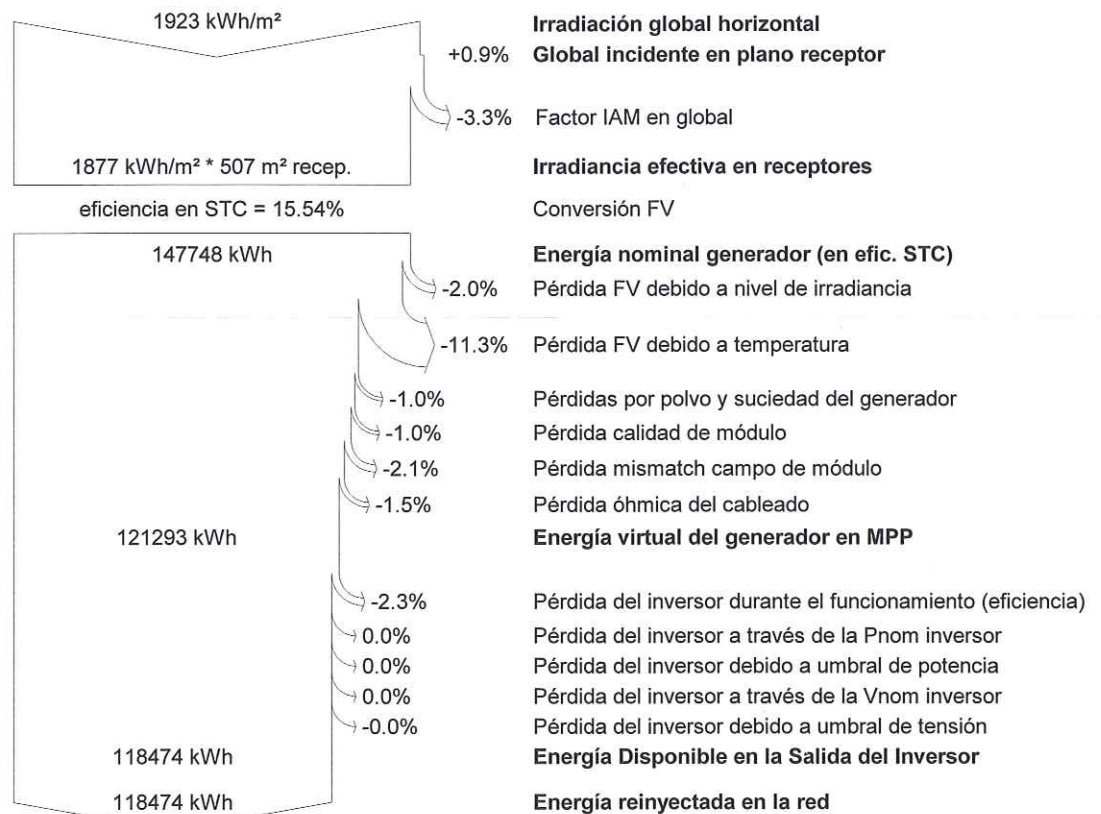 1923 kWh/m² Irradiación global horizontal
+0.9% Global incidente en plano receptor
-3.3% Factor IAM en global
1877 kWh/m² * 507 m² recep. Irradiancia efectiva en receptores
eficiencia en STC = 15.54% Conversión FV
147748 kWh Energía nominal generador (en efic. STC)
-2.0% Pérdida FV debido a nivel de irradiancia
-11.3% Pérdida FV debido a temperatura
-1.0% Pérdidas por polvo y suciedad del generador
-1.0% Pérdida calidad de módulo
-2.1% Pérdida mismatch campo de módulo
-1.5% Pérdida óhmica del cableado
121293 kWh Energía virtual del generador en MPP
-2.3% Pérdida del inversor durante el funcionamiento (eficiencia)
0.0% Pérdida del inversor a través de la Pnom inversor
0.0% Pérdida del inversor debido a umbral de potencia
0.0% Pérdida del inversor a través de la Vnom inversor
-0.0% Pérdida del inversor debido a umbral de tensión
118474 kWh Energía Disponible en la Salida del Inversor
118474 kWh Energía reinyectada en la red